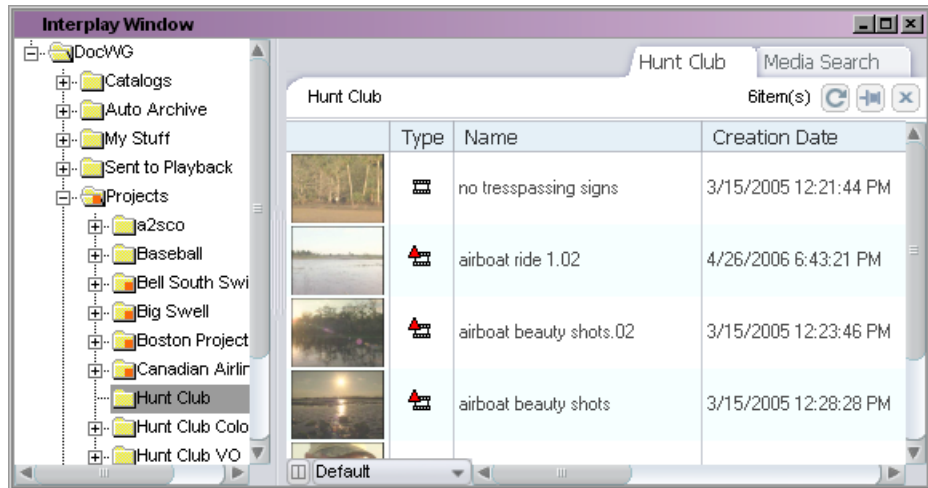 Interplay Window
DocWG
Catalogs
Auto Archive
My Stuff
Sent to Playback
Projects
a2sco
Baseball
Bell South Swi
Big Swell
Boston Project
Canadian Airlin
Hunt Club
Hunt Club Colo
Hunt Club VO
Hunt Club
Media Search
Hunt Club
6item(s)
Type Name Creation Date
no tresspassing signs 3/15/2005 12:21:44 PM
airboat ride 1.02 4/26/2006 6:43:21 PM
airboat beauty shots.02 3/15/2005 12:23:46 PM
airboat beauty shots 3/15/2005 12:28:28 PM
Default